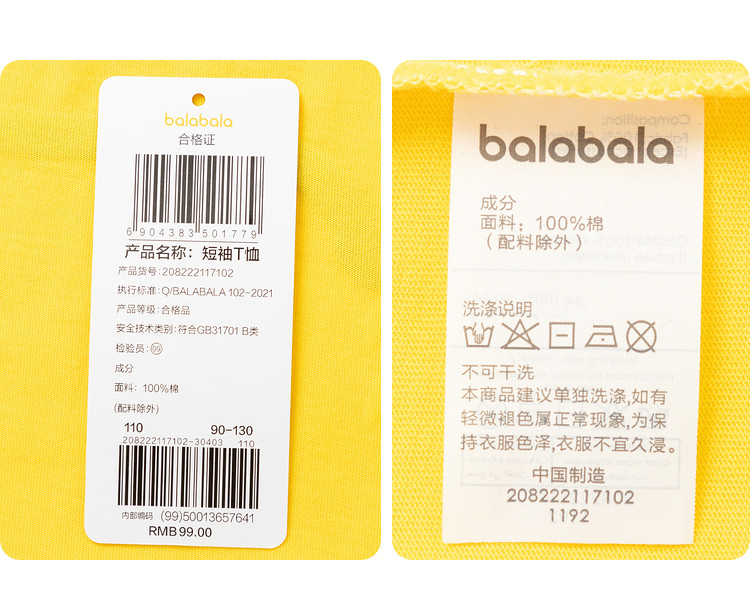 balabala
合格证
6 904383 501779
产品名称: 短袖T恤
产品货号:208222117102
执行标准:Q/BALABALA 102-2021
产品等级:合格品
安全技术类别:符合GB31701 B类
检验员:09
成分
面料: 100%棉
(配料除外)
110 90-130
208222117102-30403 110
内部编码 (99)50013657641
RMB99.00
balabala
成分
面料: 100%棉
(配料除外)
洗涤说明
不可干洗
本商品建议单独洗涤,如有
轻微褪色属正常现象,为保
持衣服色泽,衣服不宜久浸。
中国制造
208222117102
1192